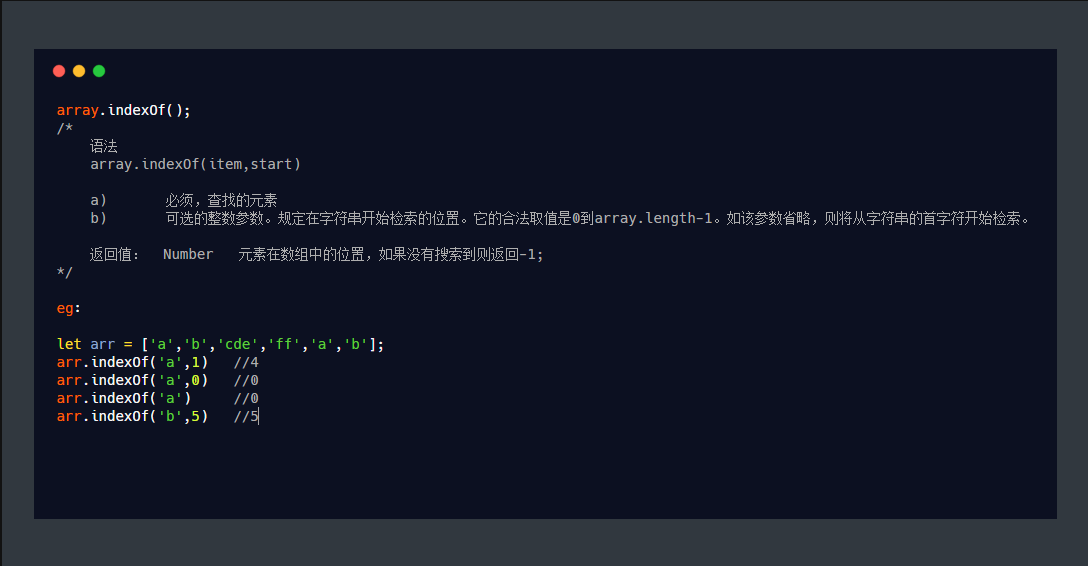 array.indexOf();
/*
    语法
    array.indexOf(item,start)
    a)       必须，查找的元素
    b)       可选的整数参数。规定在字符串开始检索的位置。它的合法取值是0到array.length-1。如该参数省略，则将从字符串的首字符开始检索。
    返回值：  Number   元素在数组中的位置，如果没有搜索到则返回-1;
*/
eg:
let arr = ['a','b','cde','ff','a','b'];
arr.indexOf('a',1)   //4
arr.indexOf('a',0)   //0
arr.indexOf('a')     //0
arr.indexOf('b',5)   //5